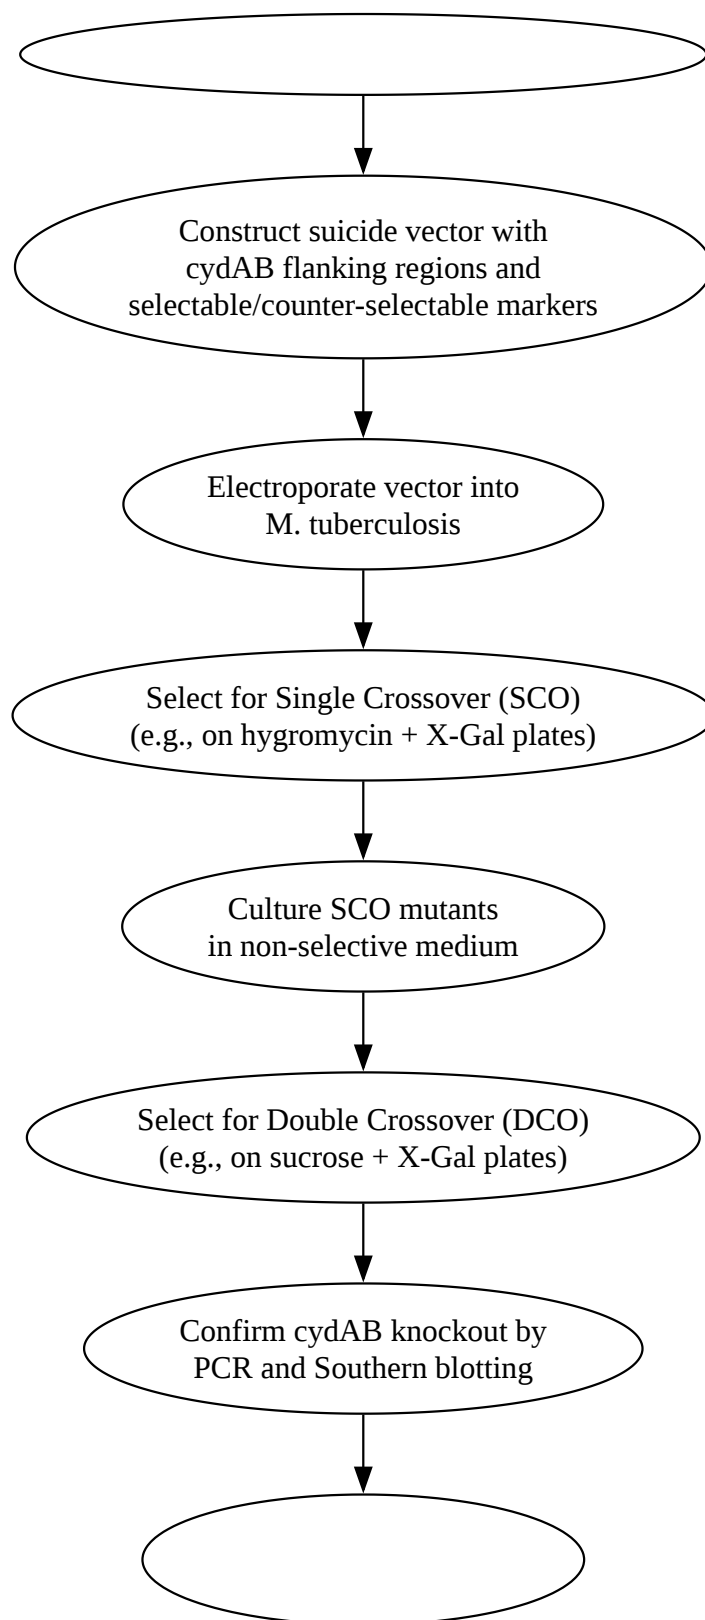 Construct suicide vector with
cydAB flanking regions and
selectable/counter-selectable markers
Electroporate vector into
M. tuberculosis
Select for Single Crossover (SCO)
(e.g., on hygromycin + X-Gal plates)
Culture SCO mutants
in non-selective medium
Select for Double Crossover (DCO)
(e.g., on sucrose + X-Gal plates)
Confirm cydAB knockout by
PCR and Southern blotting